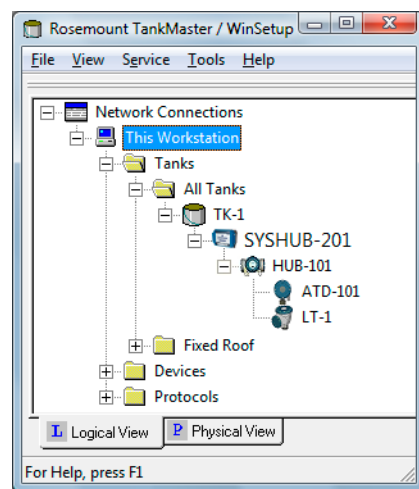 Rosemount TankMaster / WinSetup
File View Service Tools Help
Network Connections
This Workstation
Tanks
All Tanks
TK-1
SYSHUB-201
HUB-101
ATD-101
LT-1
Fixed Roof
Devices
Protocols
L Logical View P Physical View
For Help, press F1